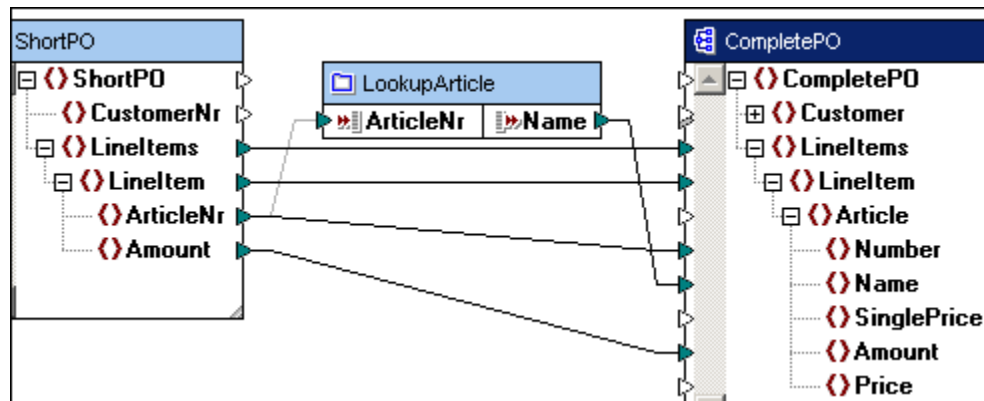 ShortPO
ShortPO
CustomerNr
LineItems
LineItem
ArticleNr
Amount
LookupArticle
ArticleNr
Name
CompletePO
CompletePO
Customer
LineItems
LineItem
Article
Number
Name
SinglePrice
Amount
Price